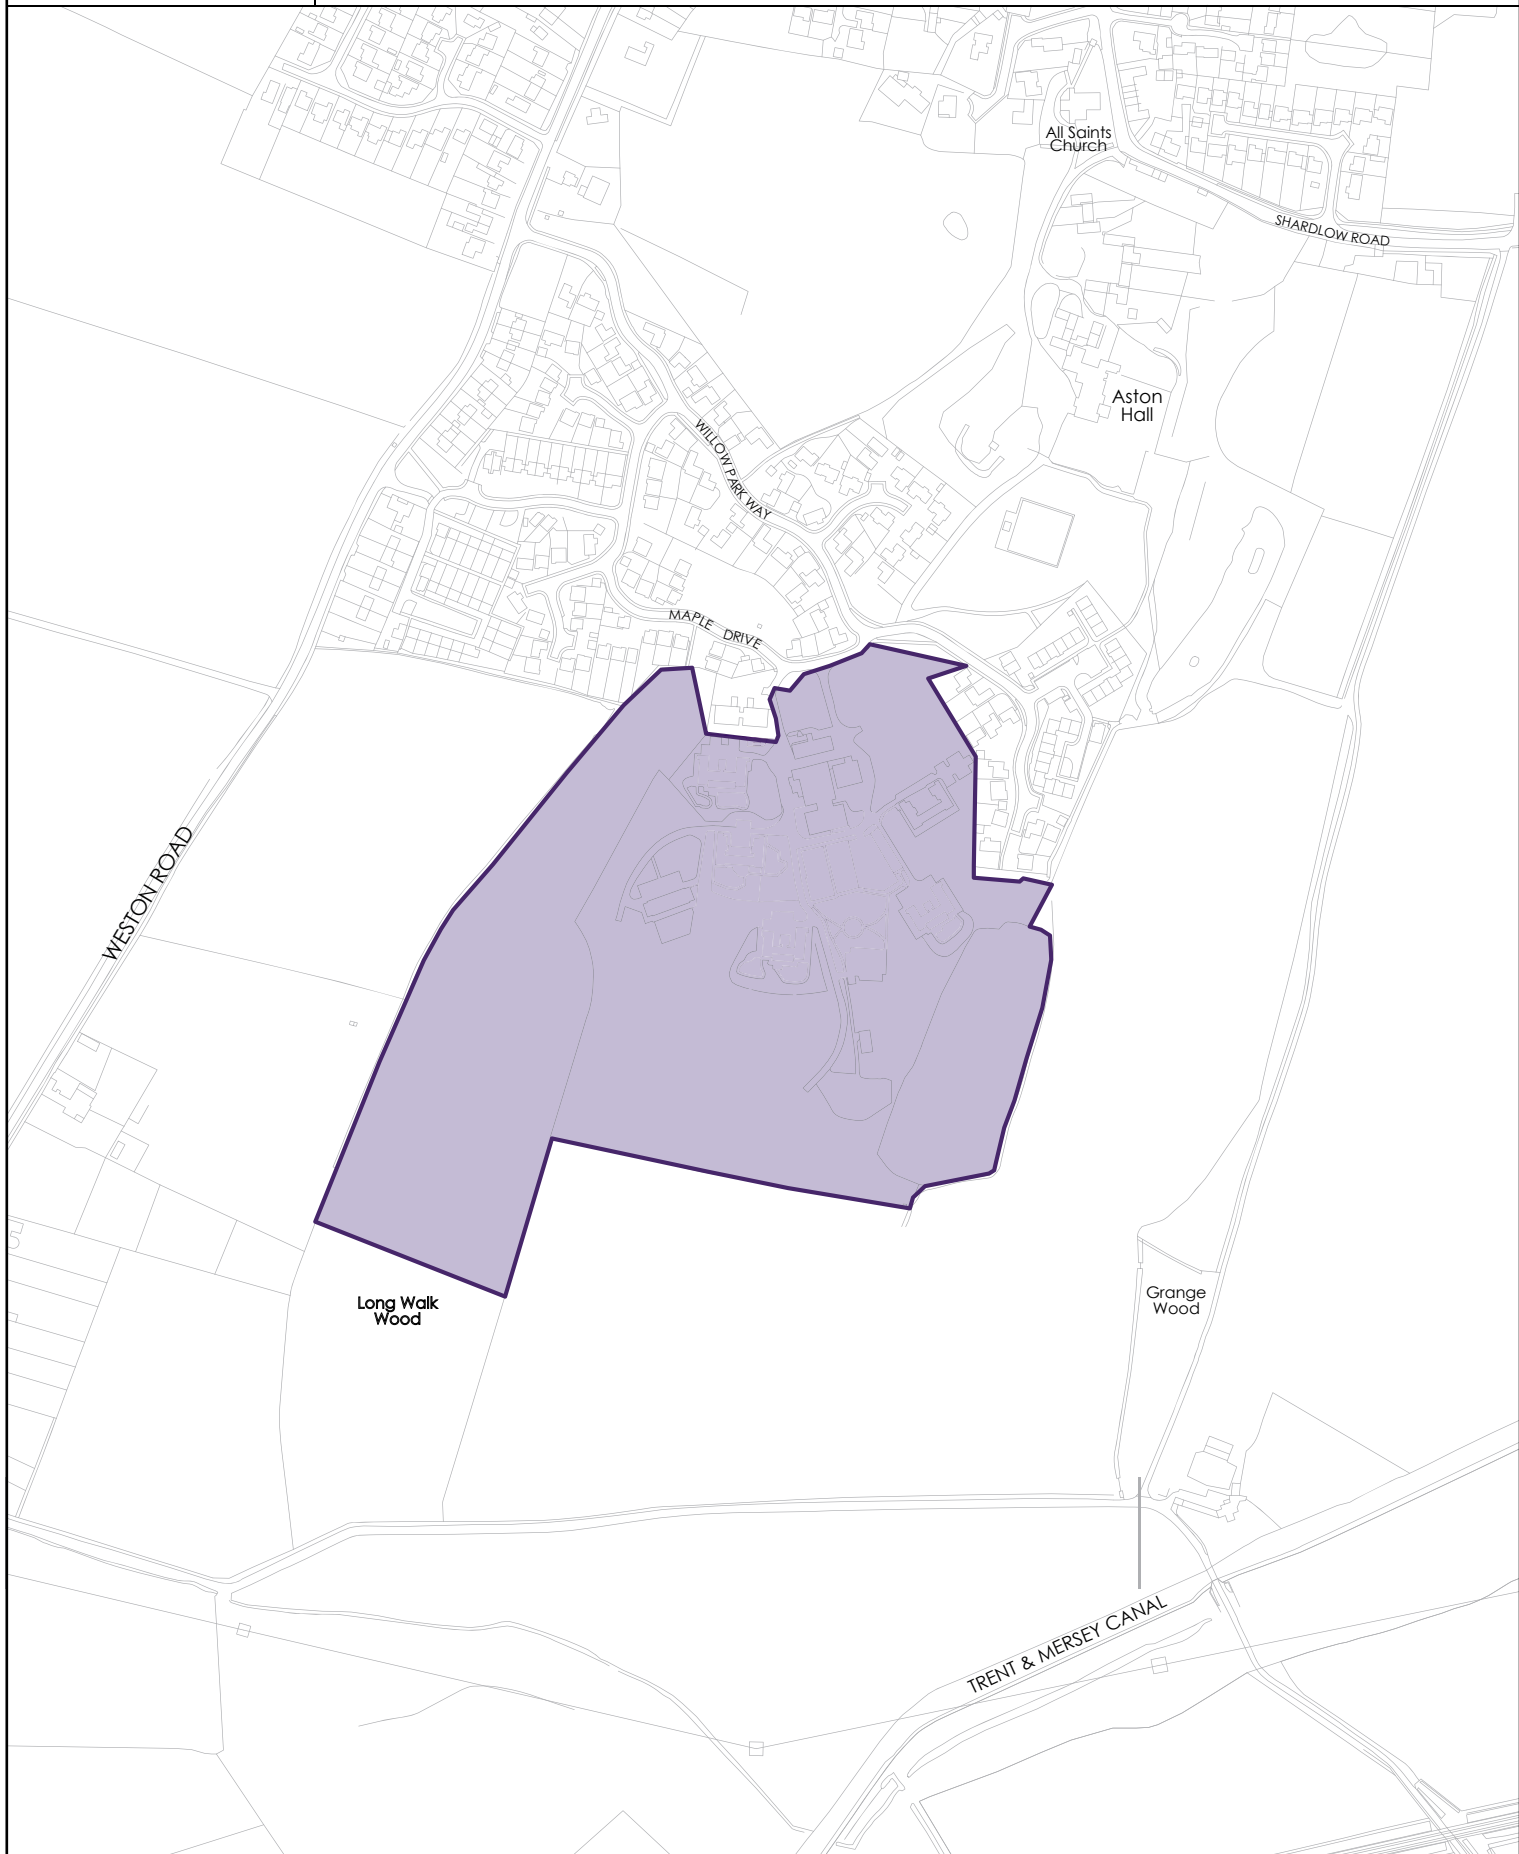 All Saints
Church
SHARDLOW ROAD
Aston
Hall
WILLOW PARK WAY
MAPLE DRIVE
WESTON ROAD
Grange
Wood
Long Walk
Wood
TRENT & MERSEY CANAL